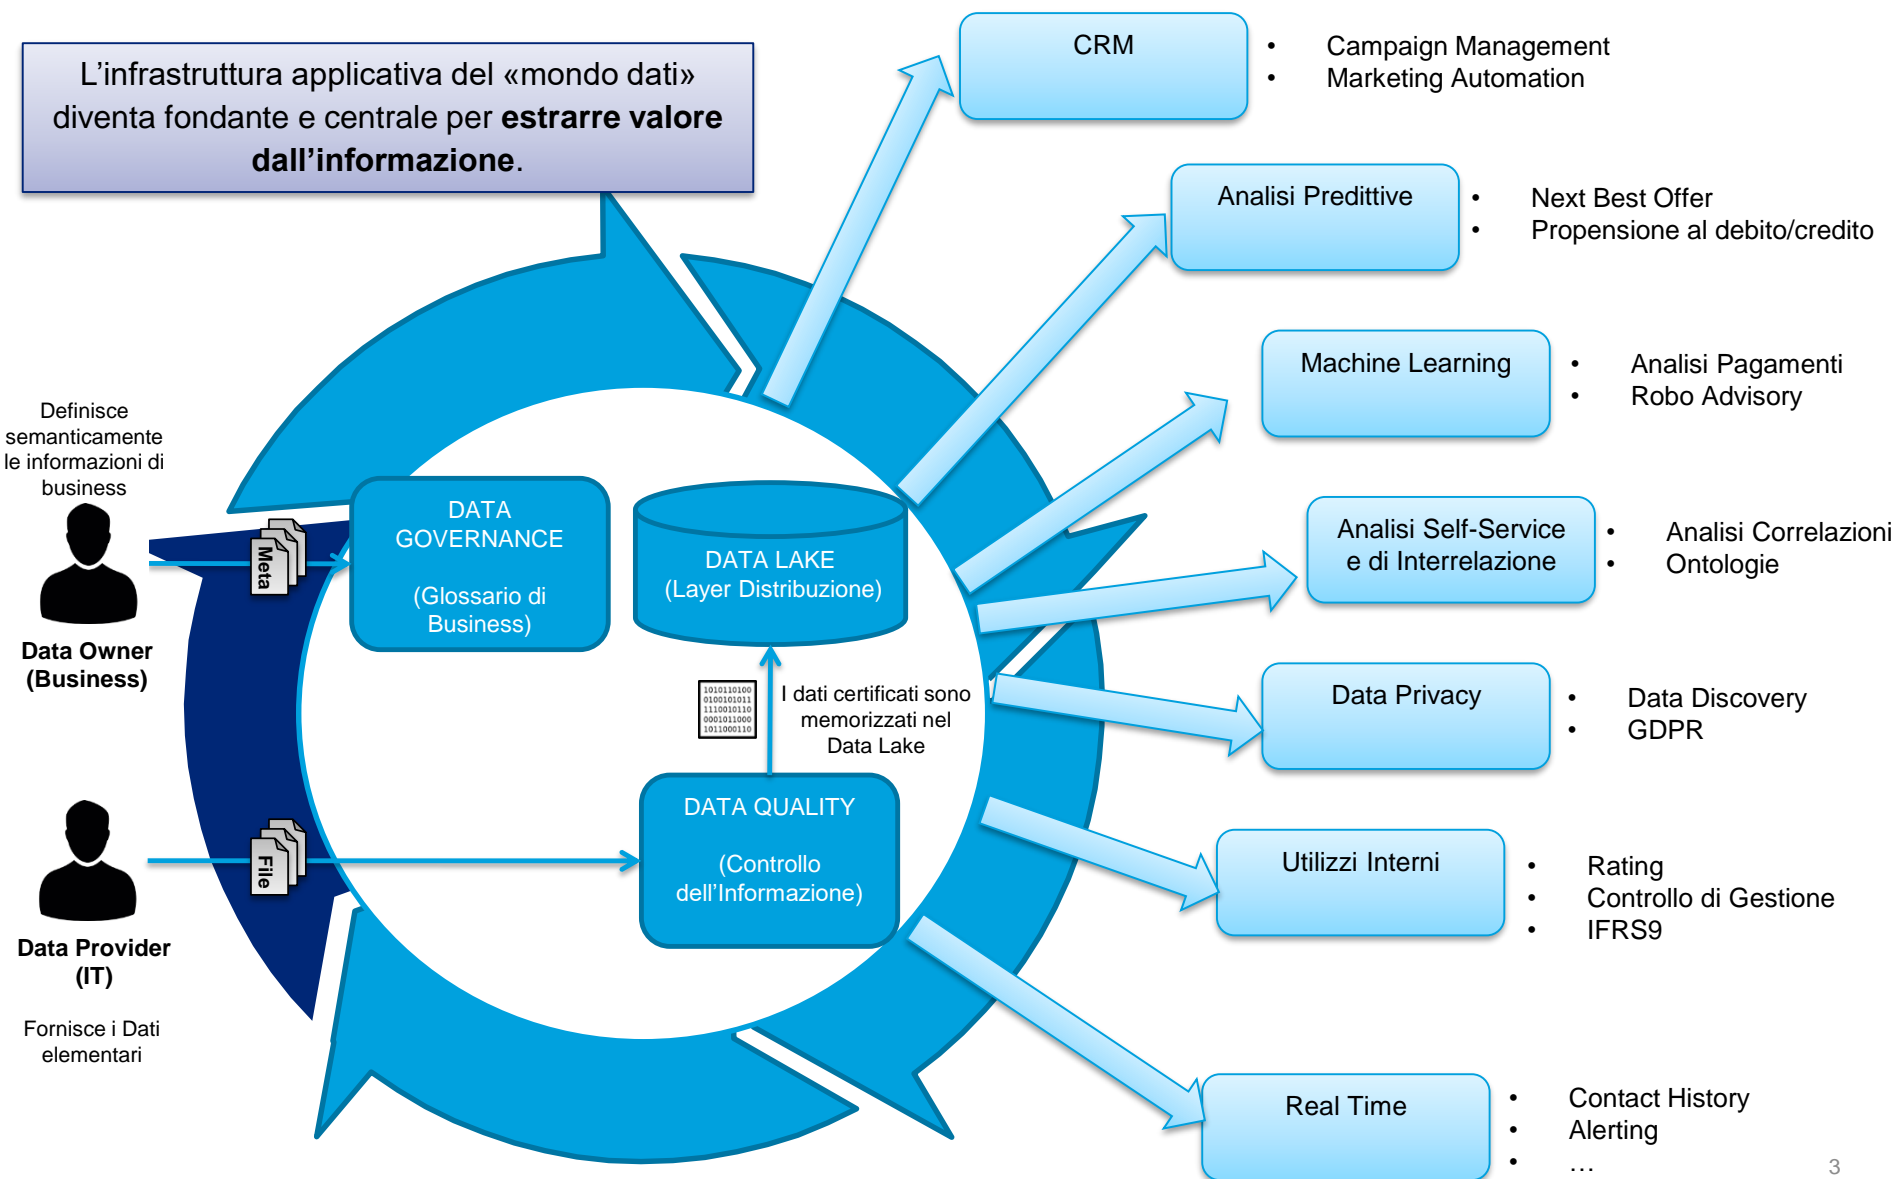 L’infrastruttura applicativa del «mondo dati»
diventa fondante e centrale per estrarre valore
dall’informazione.
CRM
• Campaign Management
• Marketing Automation
Analisi Predittive
• Next Best Offer
• Propensione al debito/credito
Machine Learning
• Analisi Pagamenti
• Robo Advisory
Analisi Self-Service
e di Interrelazione
• Analisi Correlazioni
• Ontologie
Data Privacy
• Data Discovery
• GDPR
Utilizzi Interni
• Rating
• Controllo di Gestione
• IFRS9
Real Time
• Contact History
• Alerting
• …
Definisce
semanticamente
le informazioni di
business
Data Owner
(Business)
Meta
DATA
GOVERNANCE
(Glossario di
Business)
DATA LAKE
(Layer Distribuzione)
1010110100
0100101011
1110010110
0001011000
1011000110
I dati certificati sono
memorizzati nel
Data Lake
DATA QUALITY
(Controllo
dell’Informazione)
File
Data Provider
(IT)
Fornisce i Dati
elementari
3